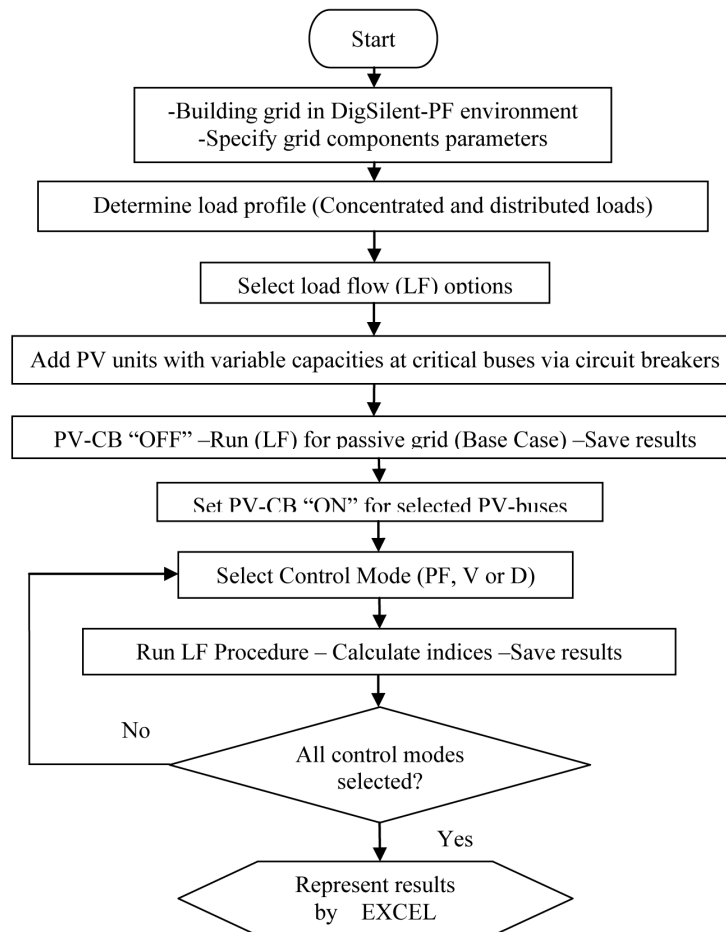 Start
-Building grid in DigSilent-PF environment
-Specify grid components parameters
Determine load profile (Concentrated and distributed loads)
Select load flow (LF) options
Add PV units with variable capacities at critical buses via circuit breakers
PV-CB “OFF” –Run (LF) for passive grid (Base Case) –Save results
Set PV-CB “ON” for selected PV-buses
Select Control Mode (PF, V or D)
Run LF Procedure – Calculate indices –Save results
No
All control modes
selected?
Yes
Represent results
by EXCEL